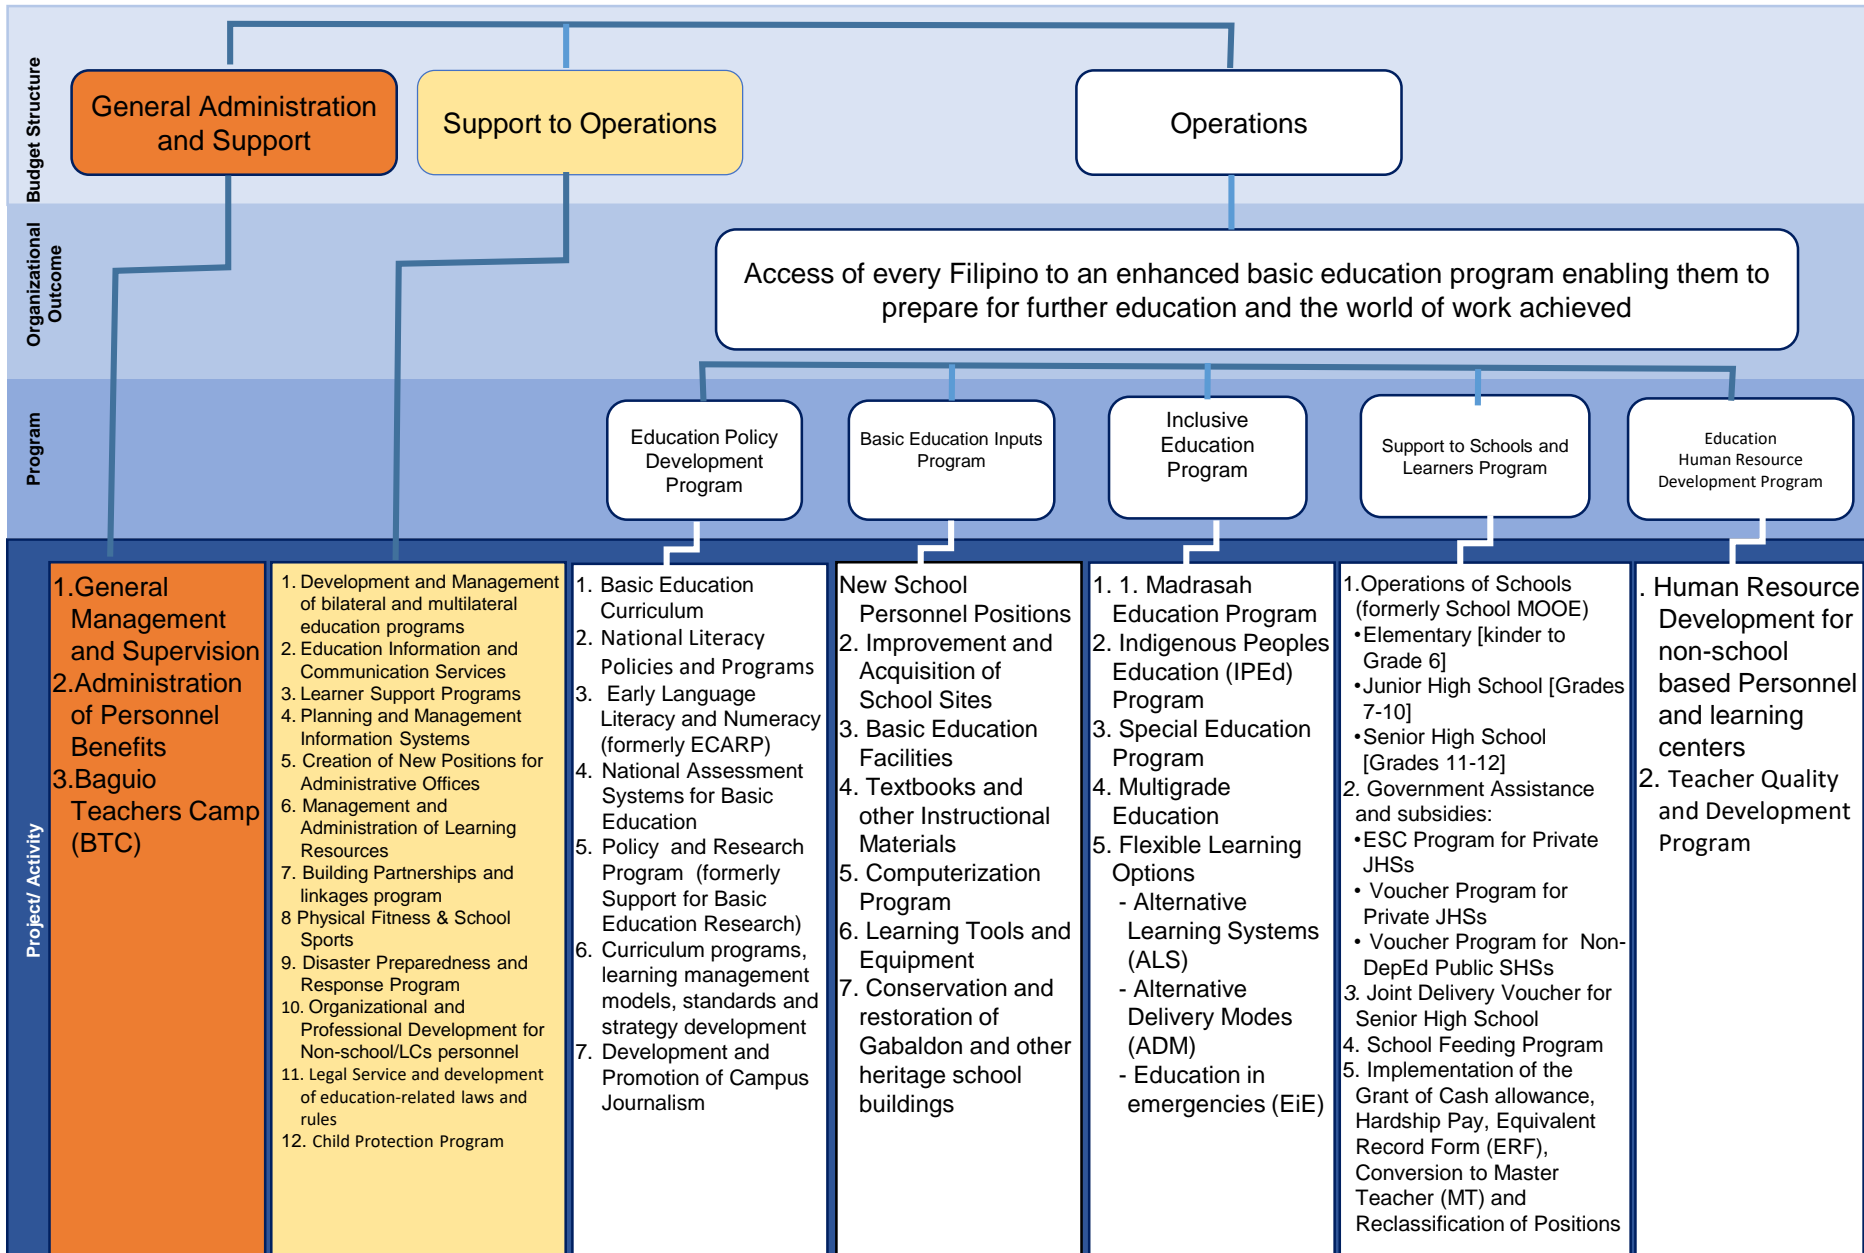 Budget Structure
General Administration
and Support
Support to Operations
Operations
Organizational
Outcome
Access of every Filipino to an enhanced basic education program enabling them to
prepare for further education and the world of work achieved
Program
Education Policy
Development
Program
Basic Education Inputs
Program
Inclusive
Education
Program
Support to Schools and
Learners Program
Education
Human Resource
Development Program
Project/ Activity
1.General
Management
and Supervision
2.Administration
of Personnel
Benefits
3.Baguio
Teachers Camp
(BTC)
1. Development and Management
of bilateral and multilateral
education programs
2. Education Information and
Communication Services
3. Learner Support Programs
4. Planning and Management
Information Systems
5. Creation of New Positions for
Administrative Offices
6. Management and
Administration of Learning
Resources
7. Building Partnerships and
linkages program
8 Physical Fitness & School
Sports
9. Disaster Preparedness and
Response Program
10. Organizational and
Professional Development for
Non-school/LCs personnel
11. Legal Service and development
of education-related laws and
rules
12. Child Protection Program
1. Basic Education
Curriculum
2. National Literacy
Policies and Programs
3. Early Language
Literacy and Numeracy
(formerly ECARP)
4. National Assessment
Systems for Basic
Education
5. Policy and Research
Program (formerly
Support for Basic
Education Research)
6. Curriculum programs,
learning management
models, standards and
strategy development
7. Development and
Promotion of Campus
Journalism
New School
Personnel Positions
2. Improvement and
Acquisition of
School Sites
3. Basic Education
Facilities
4. Textbooks and
other Instructional
Materials
5. Computerization
Program
6. Learning Tools and
Equipment
7. Conservation and
restoration of
Gabaldon and other
heritage school
buildings
1. 1. Madrasah
Education Program
2. Indigenous Peoples
Education (IPEd)
Program
3. Special Education
Program
4. Multigrade
Education
5. Flexible Learning
Options
- Alternative
Learning Systems
(ALS)
- Alternative
Delivery Modes
(ADM)
- Education in
emergencies (EiE)
1.Operations of Schools
(formerly School MOOE)
•Elementary [kinder to
Grade 6]
•Junior High School [Grades
7-10]
•Senior High School
[Grades 11-12]
2. Government Assistance
and subsidies:
•ESC Program for Private
JHSs
• Voucher Program for
Private JHSs
• Voucher Program for Non-
DepEd Public SHSs
3. Joint Delivery Voucher for
Senior High School
4. School Feeding Program
5. Implementation of the
Grant of Cash allowance,
Hardship Pay, Equivalent
Record Form (ERF),
Conversion to Master
Teacher (MT) and
Reclassification of Positions
. Human Resource
Development for
non-school
based Personnel
and learning
centers
2. Teacher Quality
and Development
Program